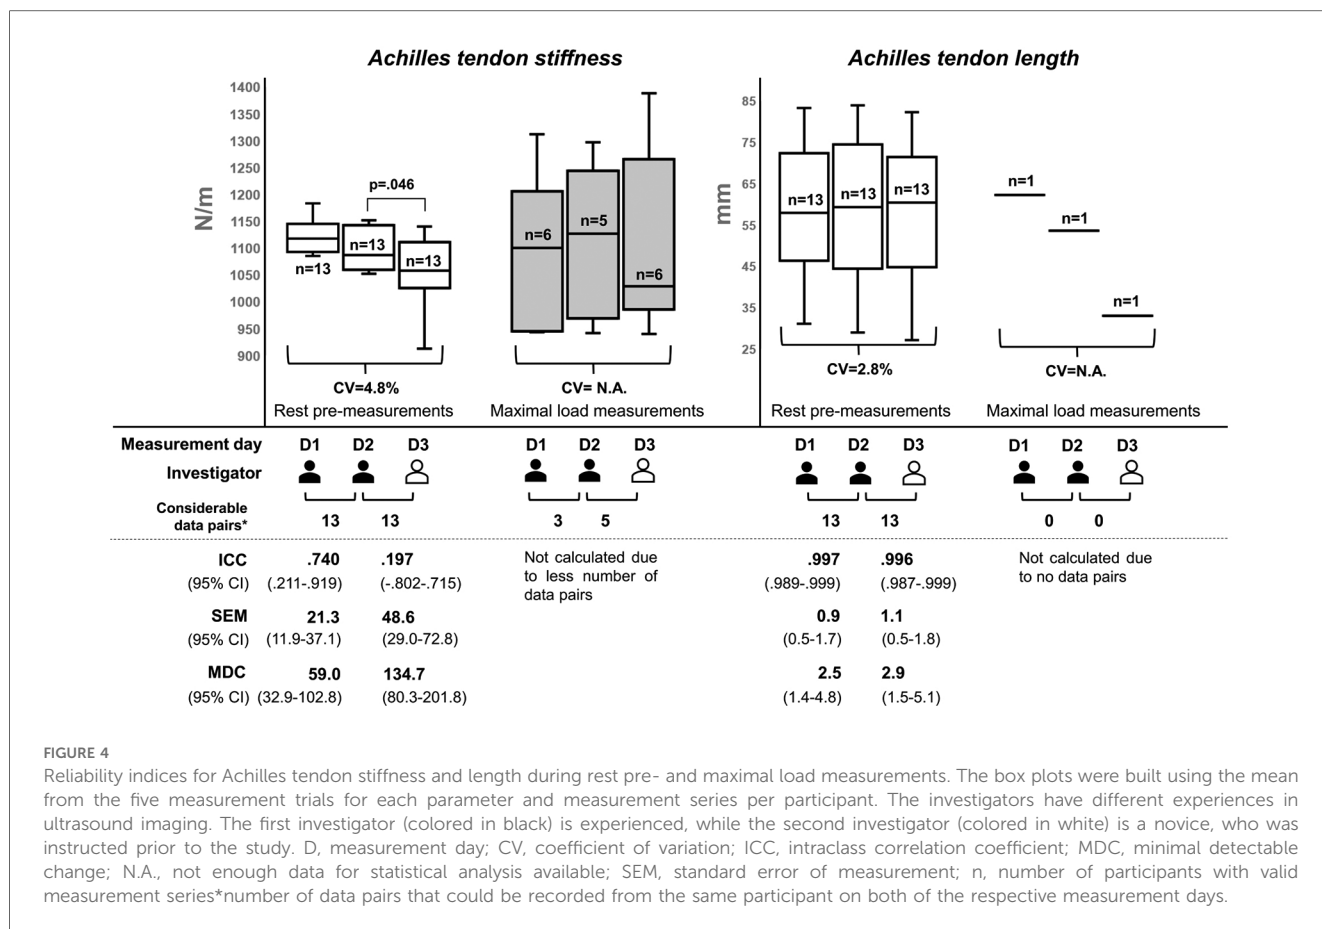 Achilles tendon stiffness
Achilles tendon length
N/m
1400
1350
1300
1250
1200
1150
1100
1050
1000
950
900
p=.046
n=13
n=13
n=13
n=6
n=5
n=6
CV=4.8%
CV= N.A.
Rest pre-measurements
Maximal load measurements
mm
85
75
65
55
45
35
25
n=13
n=13
n=13
n=1
n=1
n=1
CV=2.8%
CV=N.A.
Rest pre-measurements
Maximal load measurements
Measurement day D1 D2 D3 D1 D2 D3 D1 D2 D3 D1 D2 D3
Investigator
Considerable
data pairs* 13 13 3 5 13 13 0 0
ICC .740 .197 .997 .996
(95% CI) (.211-.919) (-.802-.715) (.989-.999) (.987-.999)
Not calculated due
to less number of
data pairs
Not calculated due
to no data pairs
SEM 21.3 48.6 0.9 1.1
(95% CI) (11.9-37.1) (29.0-72.8) (0.5-1.7) (0.5-1.8)
MDC 59.0 134.7 2.5 2.9
(95% CI) (32.9-102.8) (80.3-201.8) (1.4-4.8) (1.5-5.1)
FIGURE 4
Reliability indices for Achilles tendon stiffness and length during rest pre- and maximal load measurements. The box plots were built using the mean
from the five measurement trials for each parameter and measurement series per participant. The investigators have different experiences in
ultrasound imaging. The first investigator (colored in black) is experienced, while the second investigator (colored in white) is a novice, who was
instructed prior to the study. D, measurement day; CV, coefficient of variation; ICC, intraclass correlation coefficient; MDC, minimal detectable
change; N.A., not enough data for statistical analysis available; SEM, standard error of measurement; n, number of participants with valid
measurement series*number of data pairs that could be recorded from the same participant on both of the respective measurement days.